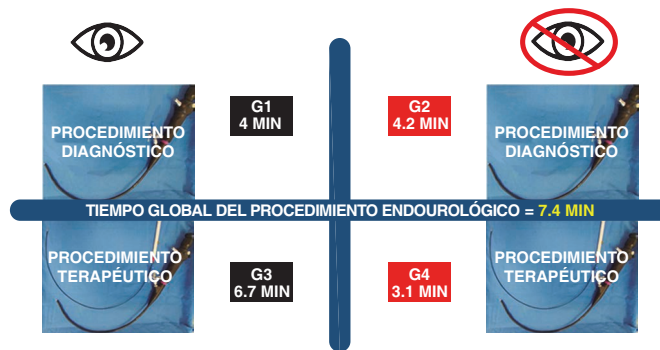 PROCEDIMIENTO
DIAGNÓSTICO
G1
4 MIN
G2
4.2 MIN
PROCEDIMIENTO
DIAGNÓSTICO
TIEMPO GLOBAL DEL PROCEDIMIENTO ENDOUROLÓGICO = 7.4 MIN
PROCEDIMIENTO
TERAPÉUTICO
G3
6.7 MIN
G4
3.1 MIN
PROCEDIMIENTO
TERAPÉUTICO